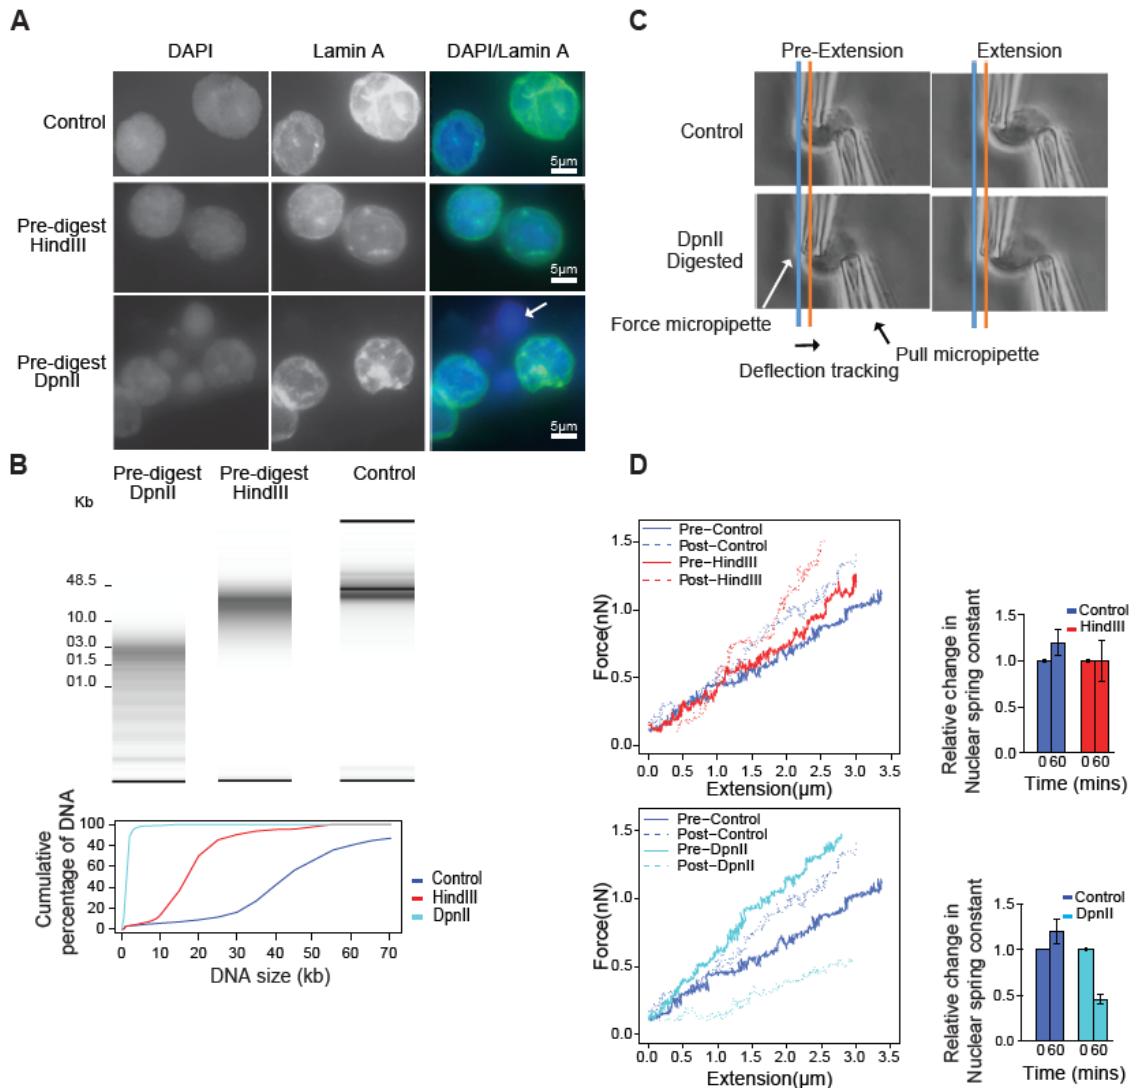 A
DAPI
Lamin A
DAPI/Lamin A
Control
5µm
Pre-digest
HindIII
5µm
Pre-digest
DpnII
5µm
B
Pre-digest
DpnII
Pre-digest
HindIII
Control
Kb
48.5
10.0
03.0
01.5
01.0
Cumulative
percentage of DNA
100
40
60
40
20
0
0 10 20 30 40 50 60 70
DNA size (kb)
Control
HindIII
DpnII
C
Pre-Extension
Extension
Control
DpnII
Digested
Force micropipette
Pull micropipette
Deflection tracking
D
Force(nN)
1.5
1.0
0.5
0.0
Pre-Control
Post-Control
Pre-HindIII
Post-HindIII
0.0 0.5 1.0 1.5 2.0 2.5 3.0 3.5
Extension(µm)
Relative change in
Nuclear spring constant
1.5
1.0
0.5
0
Control
HindIII
0 60 0 60
Time (mins)
Force(nN)
1.5
1.0
0.5
0.0
Pre-Control
Post-Control
Pre-DpnII
Post-DpnII
0.0 0.5 1.0 1.5 2.0 2.5 3.0 3.5
Extension(µm)
Relative change in
Nuclear spring constant
1.5
1.0
0.5
0
Control
DpnII
0 60 0 60
Time (mins)